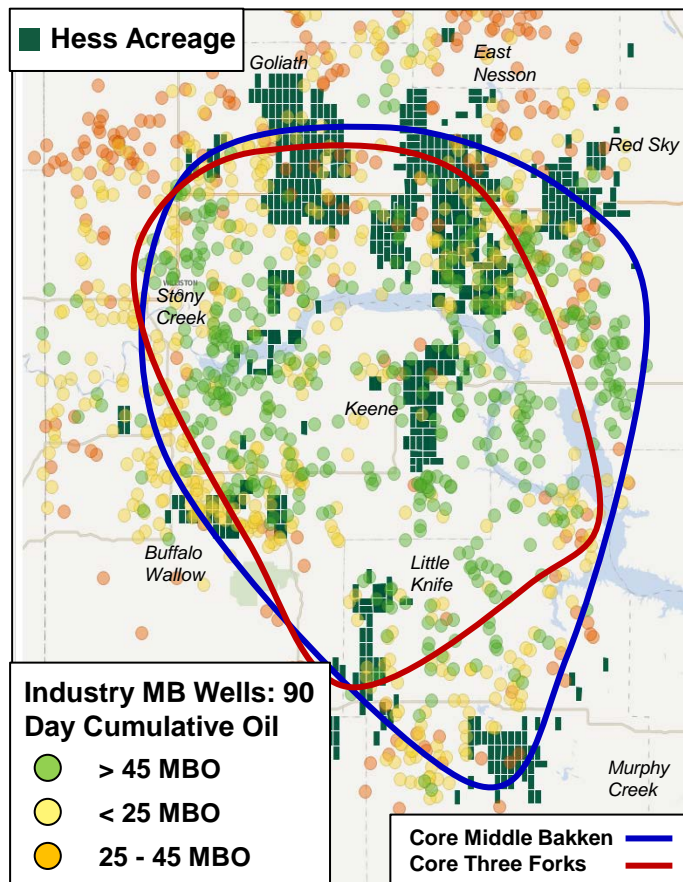 Hess Acreage
Goliath
East
Nesson
Red Sky
Stony
Creek
Keene
Buffalo
Wallow
Little
Knife
Industry MB Wells: 90
Day Cumulative Oil
> 45 MBO
< 25 MBO
25 - 45 MBO
Murphy
Creek
Core Middle Bakken
Core Three Forks